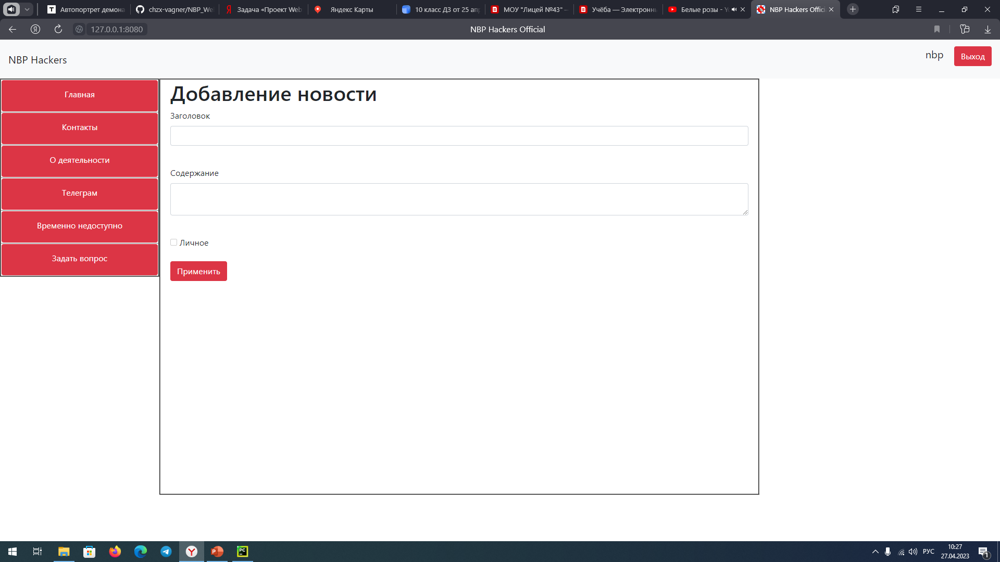 Автопортрет демона
chzx-vagner/NBP_We
Задача «Проект Web
Яндекс Карты
10 класс ДЗ от 25 ап
МОУ "Лицей №43" –
Учёба — Электронн
Белые розы - Y
NBP Hackers Offici
127.0.0.1:8080
NBP Hackers Official
NBP Hackers
nbp
Выход
Главная
Контакты
О деятельности
Телеграм
Временно недоступно
Задать вопрос
Добавление новости
Заголовок
Содержание
Личное
Применить
РУС
10:27
27.04.2023
1